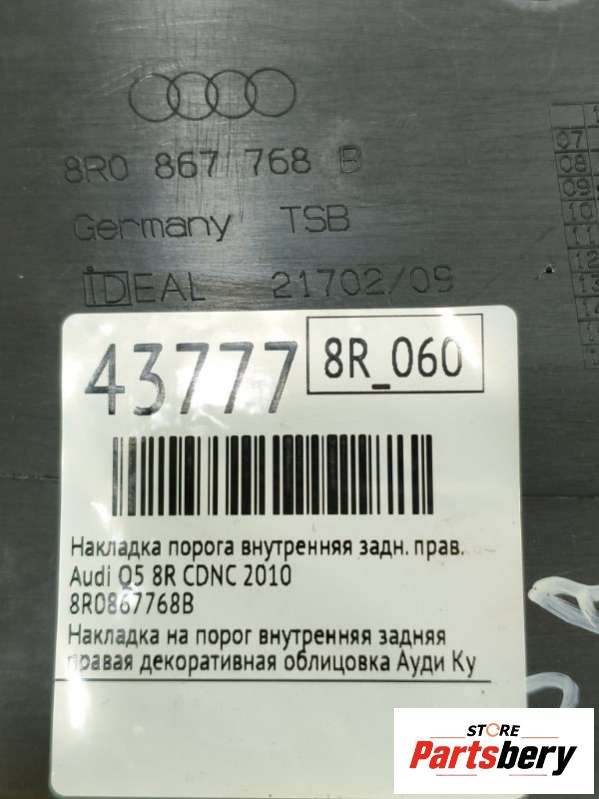 8R0 867 768 B
Germany TSB
IDEAL 21702/09
07
08
09
10
11
12
43777
8R_060
Накладка порога внутренняя задн. прав.
Audi Q5 8R CDNC 2010
8R0867768B
Накладка на порог внутренняя задняя
правая декоративная облицовка Ауди Ку
STORE
Partsbery